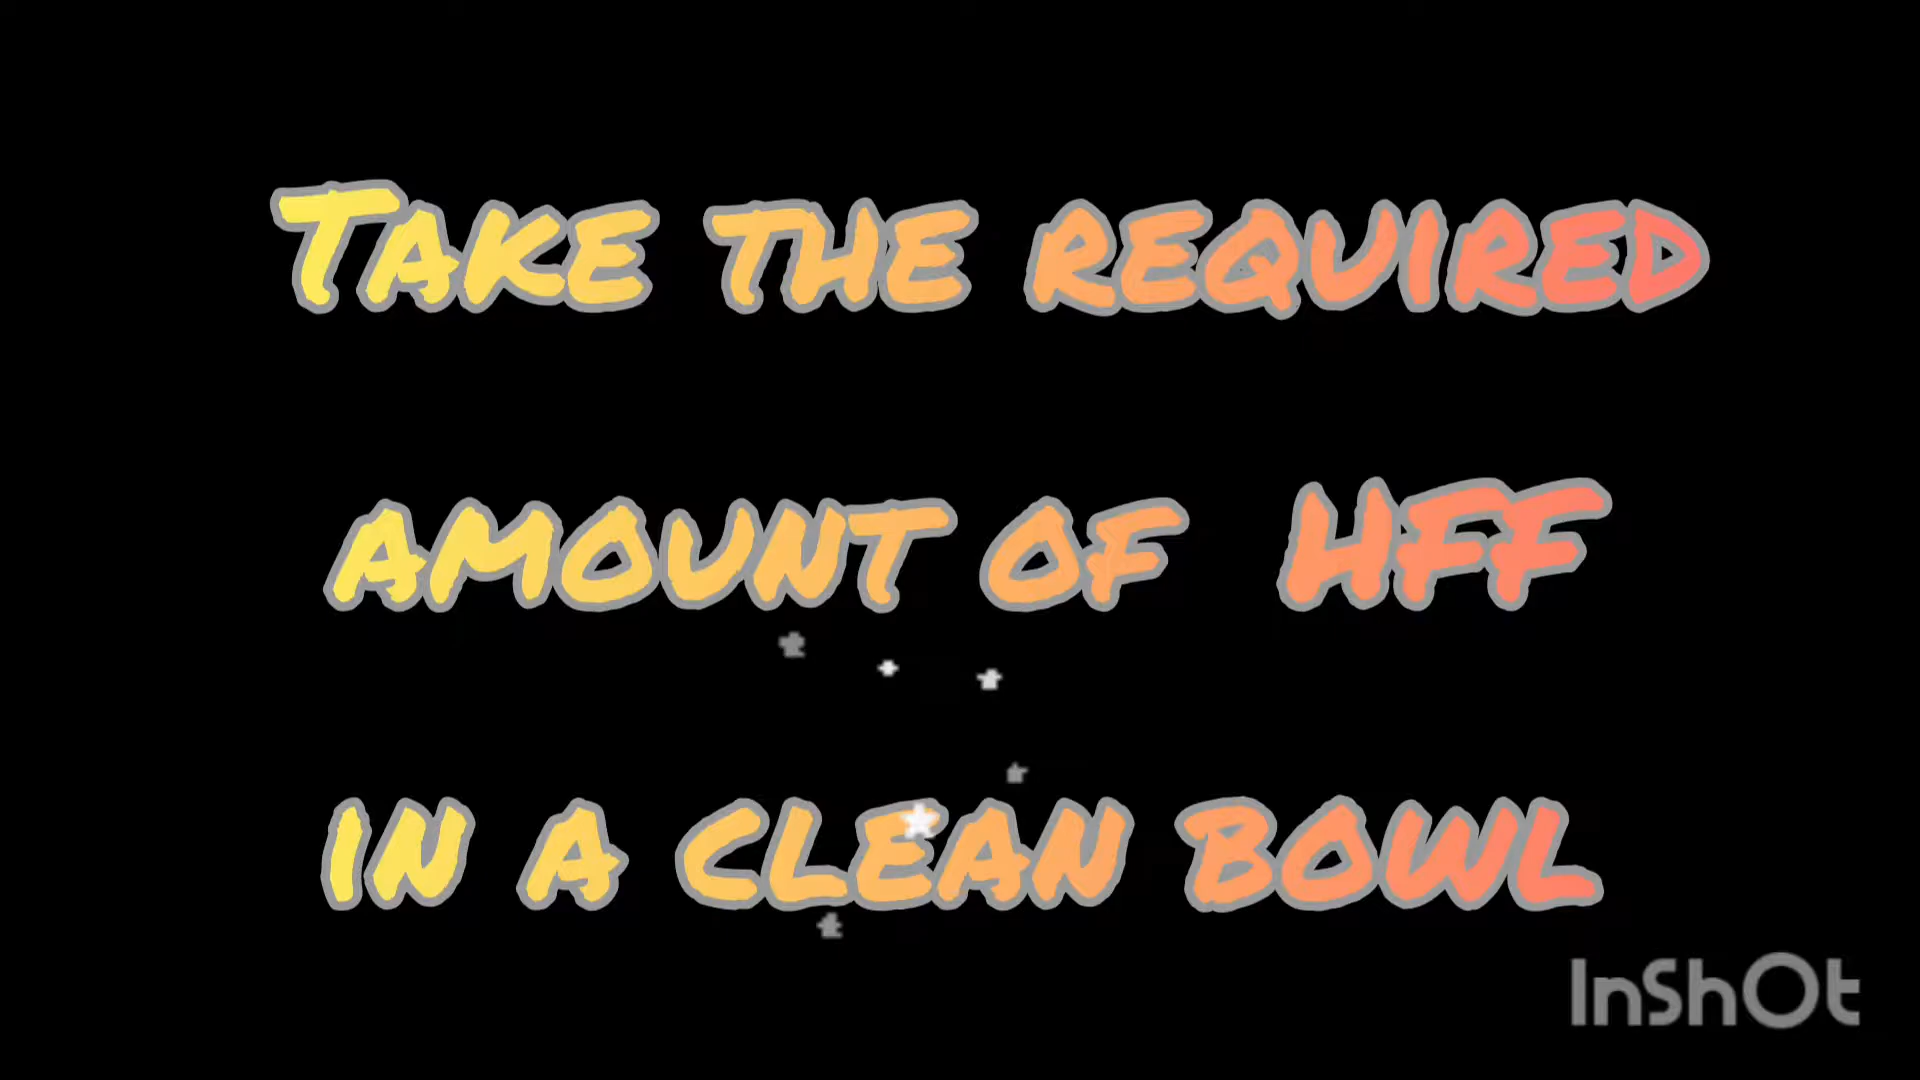 Take the required
amount of HFF
in a clean bowl
InShOt